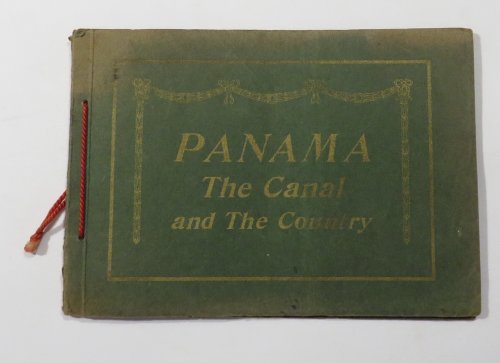 PANAMA
The Canal
and The Country